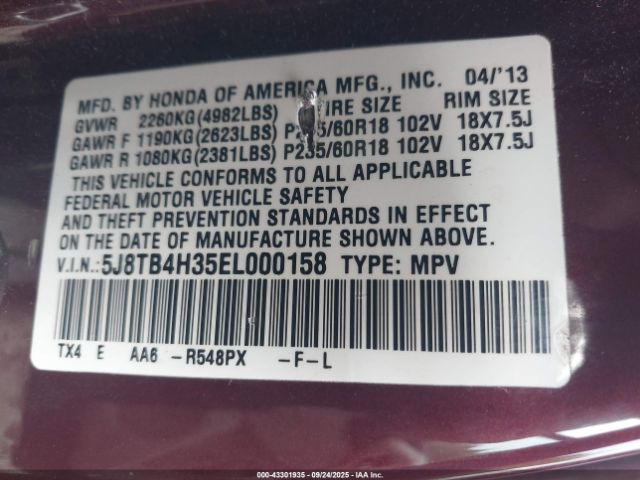 MFD. BY HONDA OF AMERICA MFG., INC. 04/'13
GVWR 2260KG(4982LBS) TIRE SIZE RIM SIZE
GAWR F 1190KG(2623LBS) P235/60R18 102V 18X7.5J
GAWR R 1080KG(2381LBS) P235/60R18 102V 18X7.5J
THIS VEHICLE CONFORMS TO ALL APPLICABLE
FEDERAL MOTOR VEHICLE SAFETY
AND THEFT PREVENTION STANDARDS IN EFFECT
ON THE DATE OF MANUFACTURE SHOWN ABOVE.
V.I.N.:5J8TB4H35EL000158 TYPE: MPV
TX4 E AA6 -R548PX -F-L
000-43301935 - 09/24/2025 - IAA Inc.